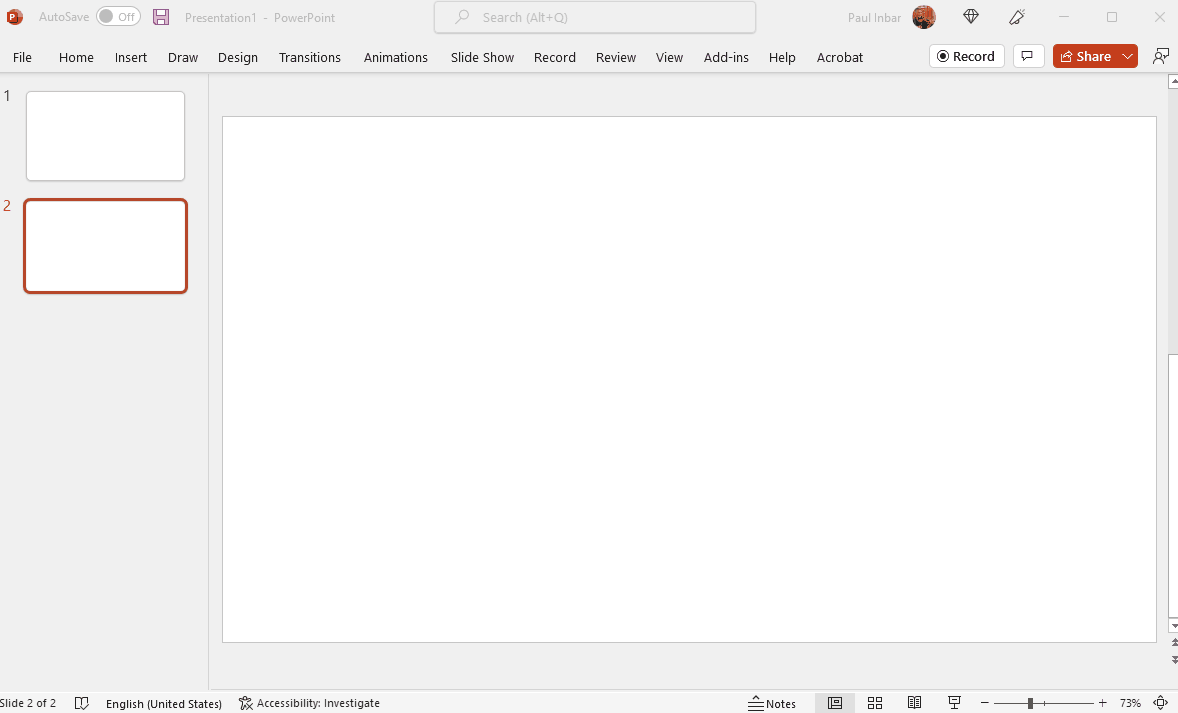 AutoSave Off Presentation1 - PowerPoint Search (Alt+Q) Paul Inbar
File Home Insert Draw Design Transitions Animations Slide Show Record Review View Add-ins Help Acrobat Record Share
1
2
Slide 2 of 2 English (United States) Accessibility: Investigate Notes 73%